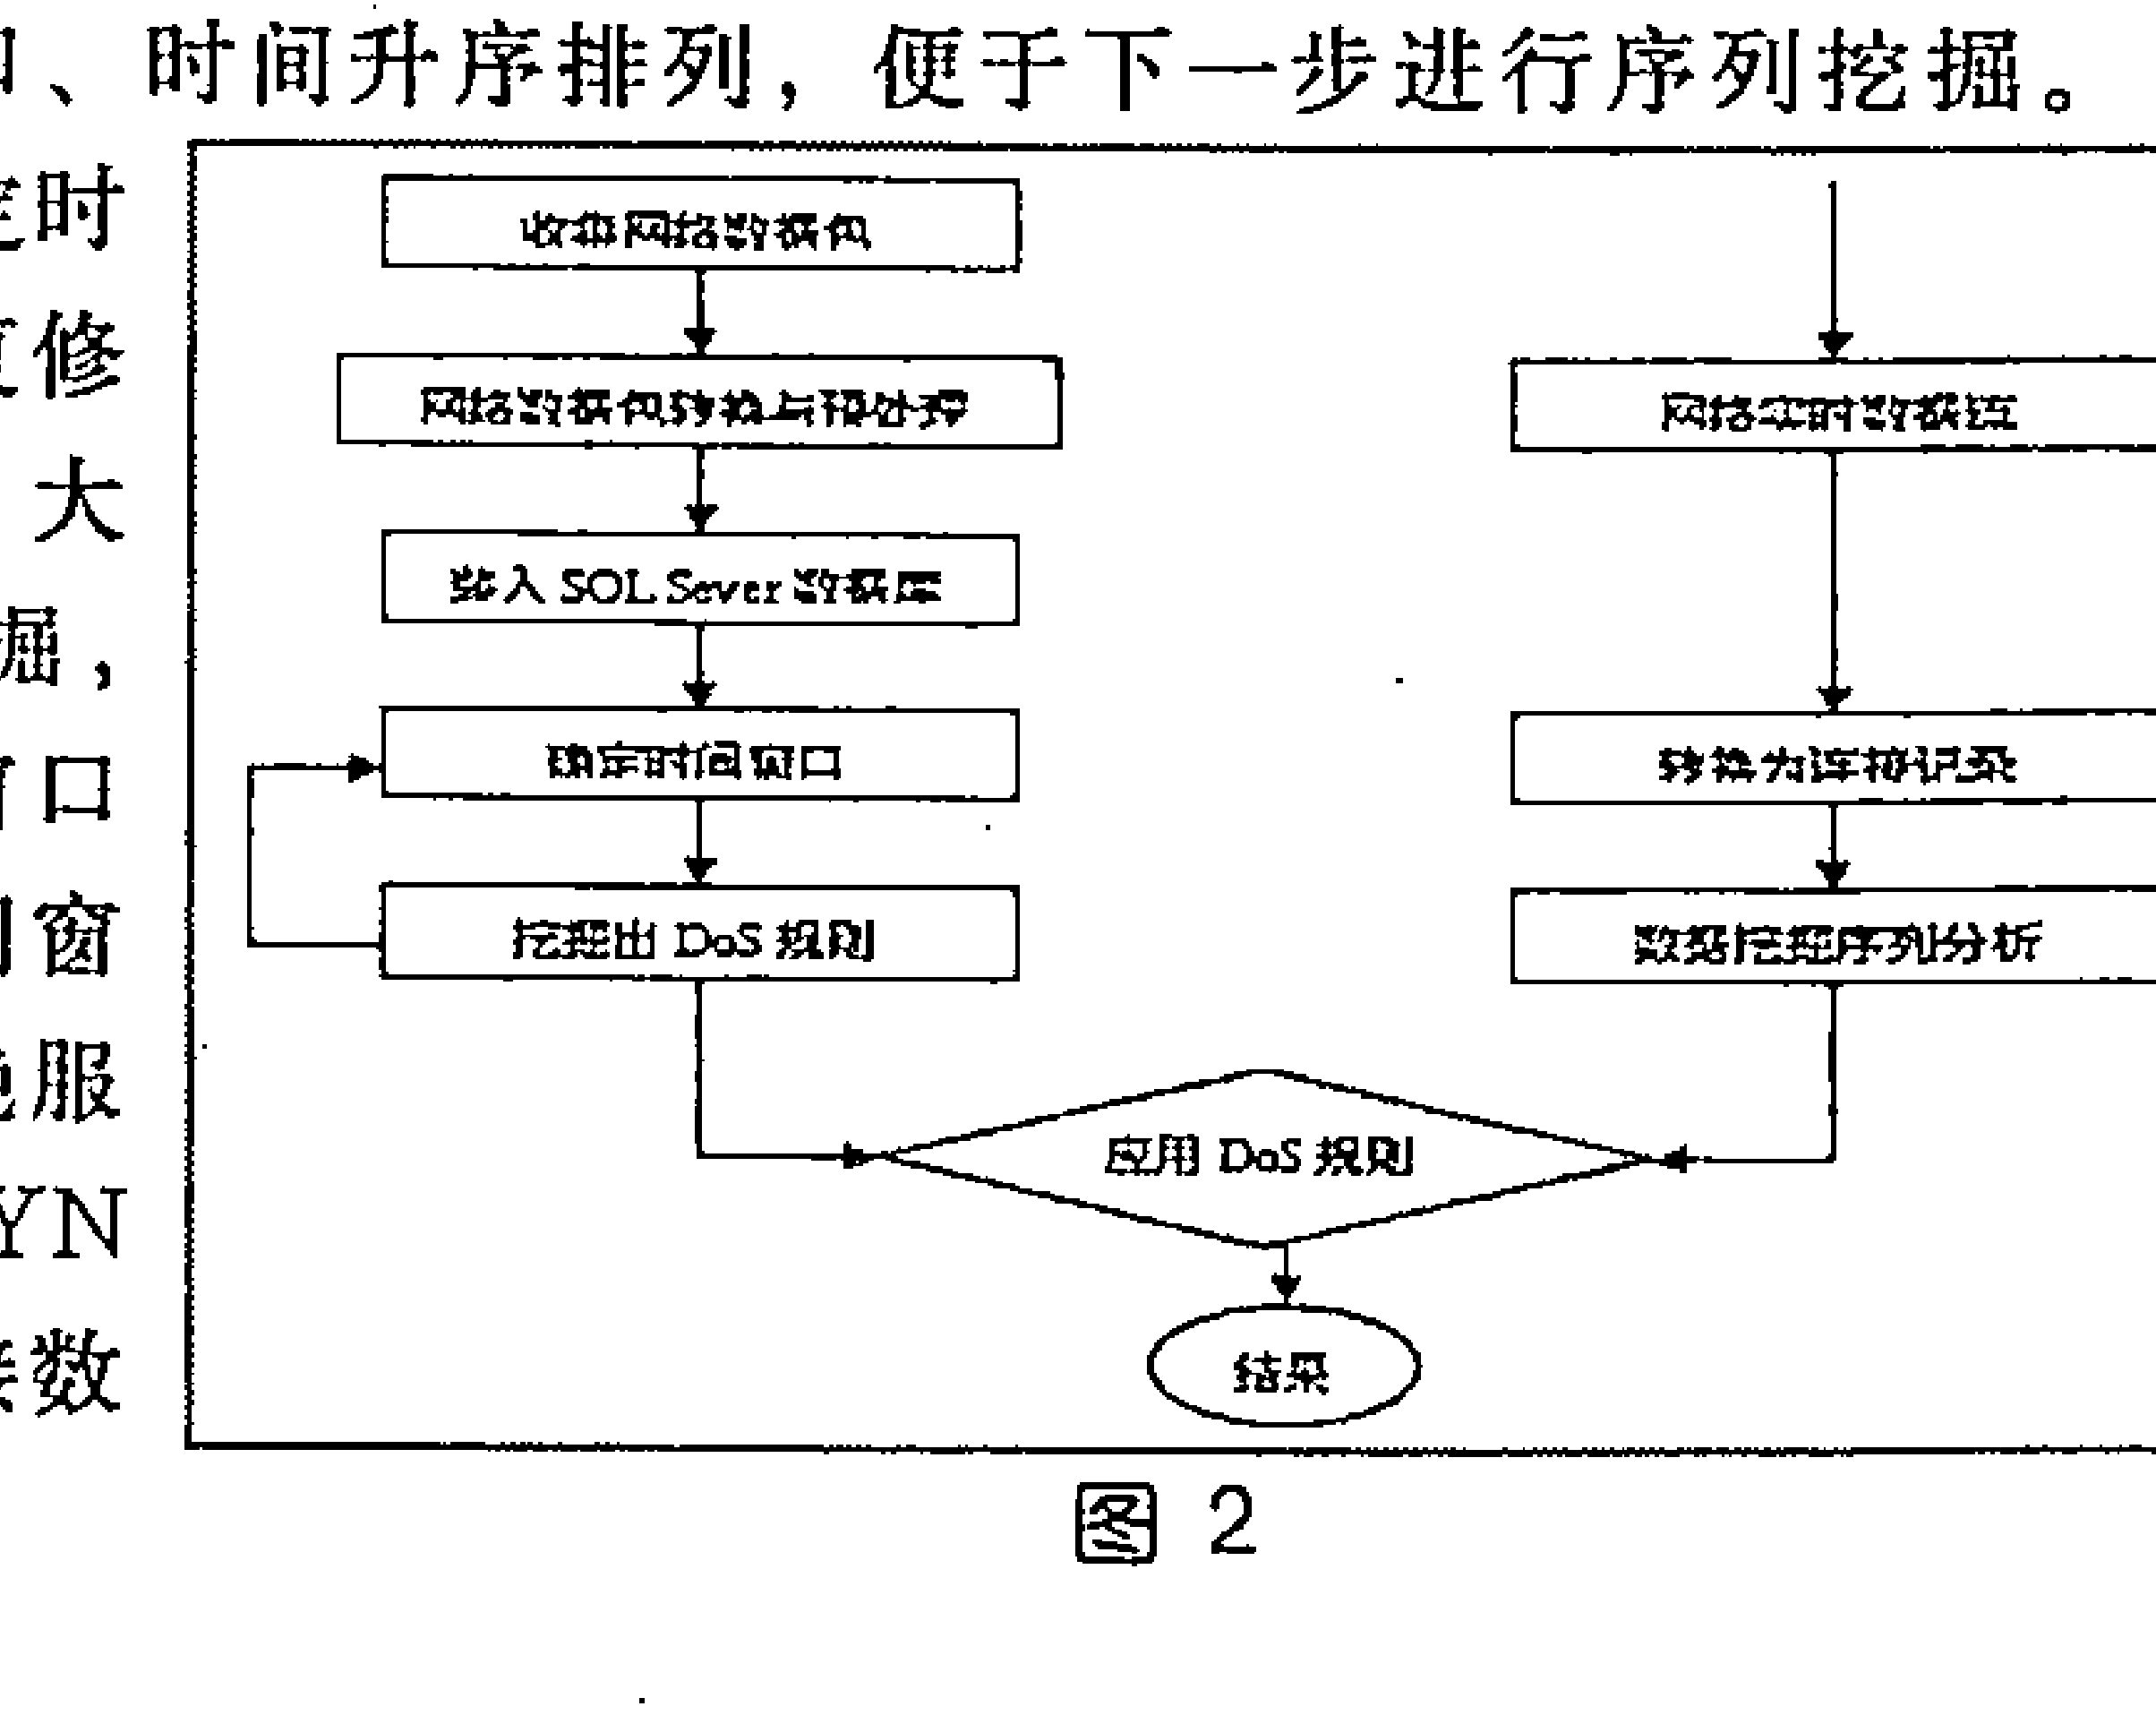 、时间升序排列，便于下一步进行序列挖掘。
时
修
大
掘，
口
窗
服
YN
数
收集网络数据包
网络数据包转换与预处理
转入 SQL Sever 数据库
确定时间窗口
挖掘出 DoS 规则
网络实时数据流
转换为连接记录
数据挖掘序列分析
应用 DoS 规则
结果
图 2